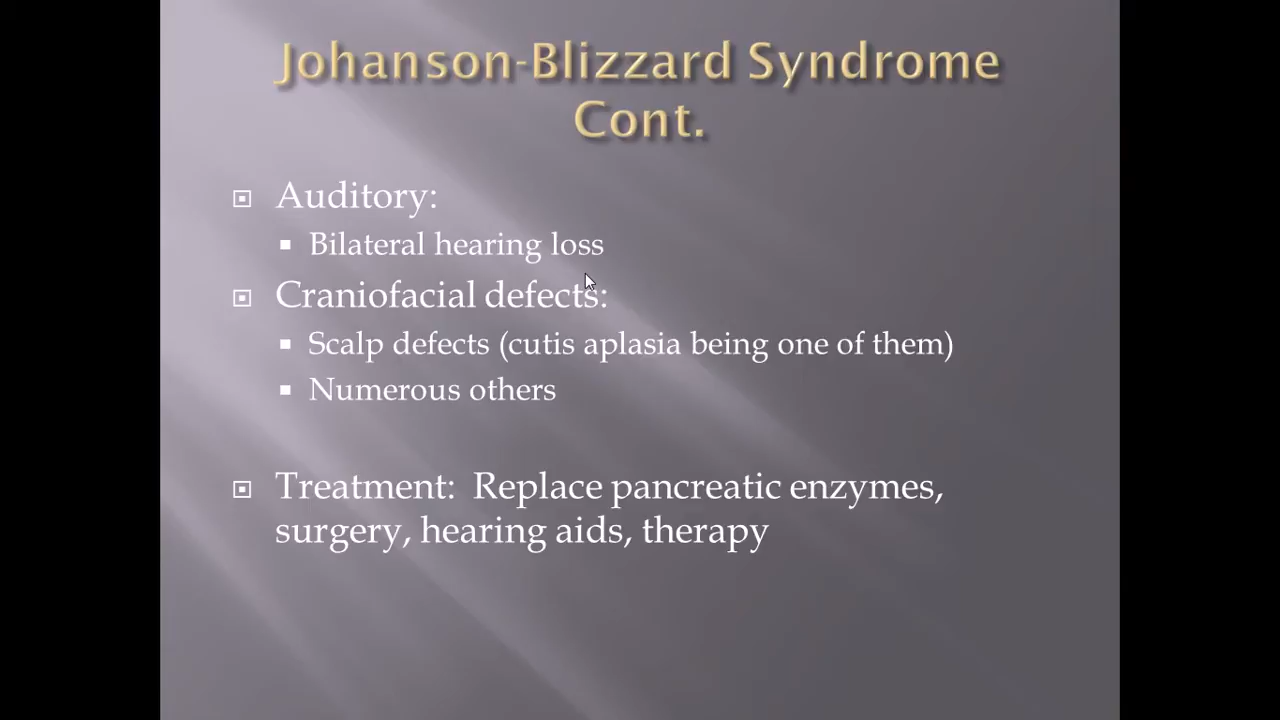 Johanson-Blizzard Syndrome
Cont.
Auditory:
Bilateral hearing loss
Craniofacial defects:
Scalp defects (cutis aplasia being one of them)
Numerous others
Treatment:  Replace pancreatic enzymes,
surgery, hearing aids, therapy